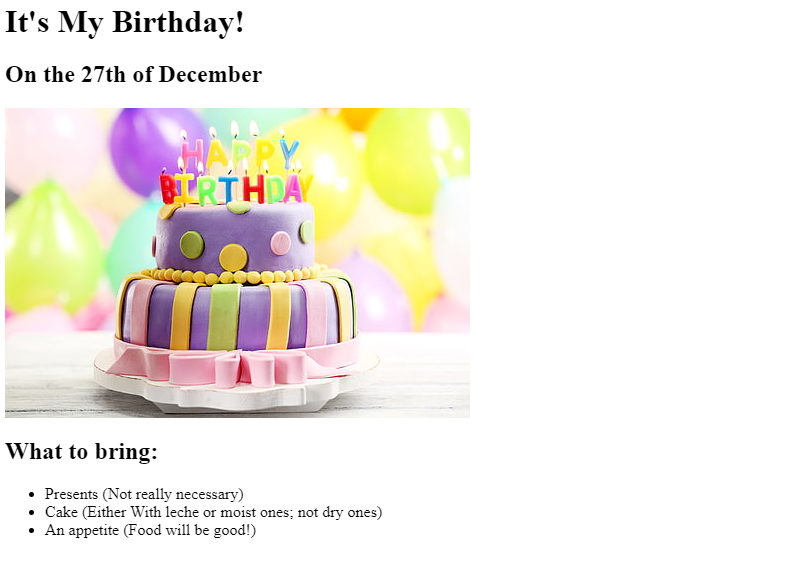 It's My Birthday!
On the 27th of December
HAPPY
BIRTHDAY
What to bring:
Presents (Not really necessary)
Cake (Either With leche or moist ones; not dry ones)
An appetite (Food will be good!)